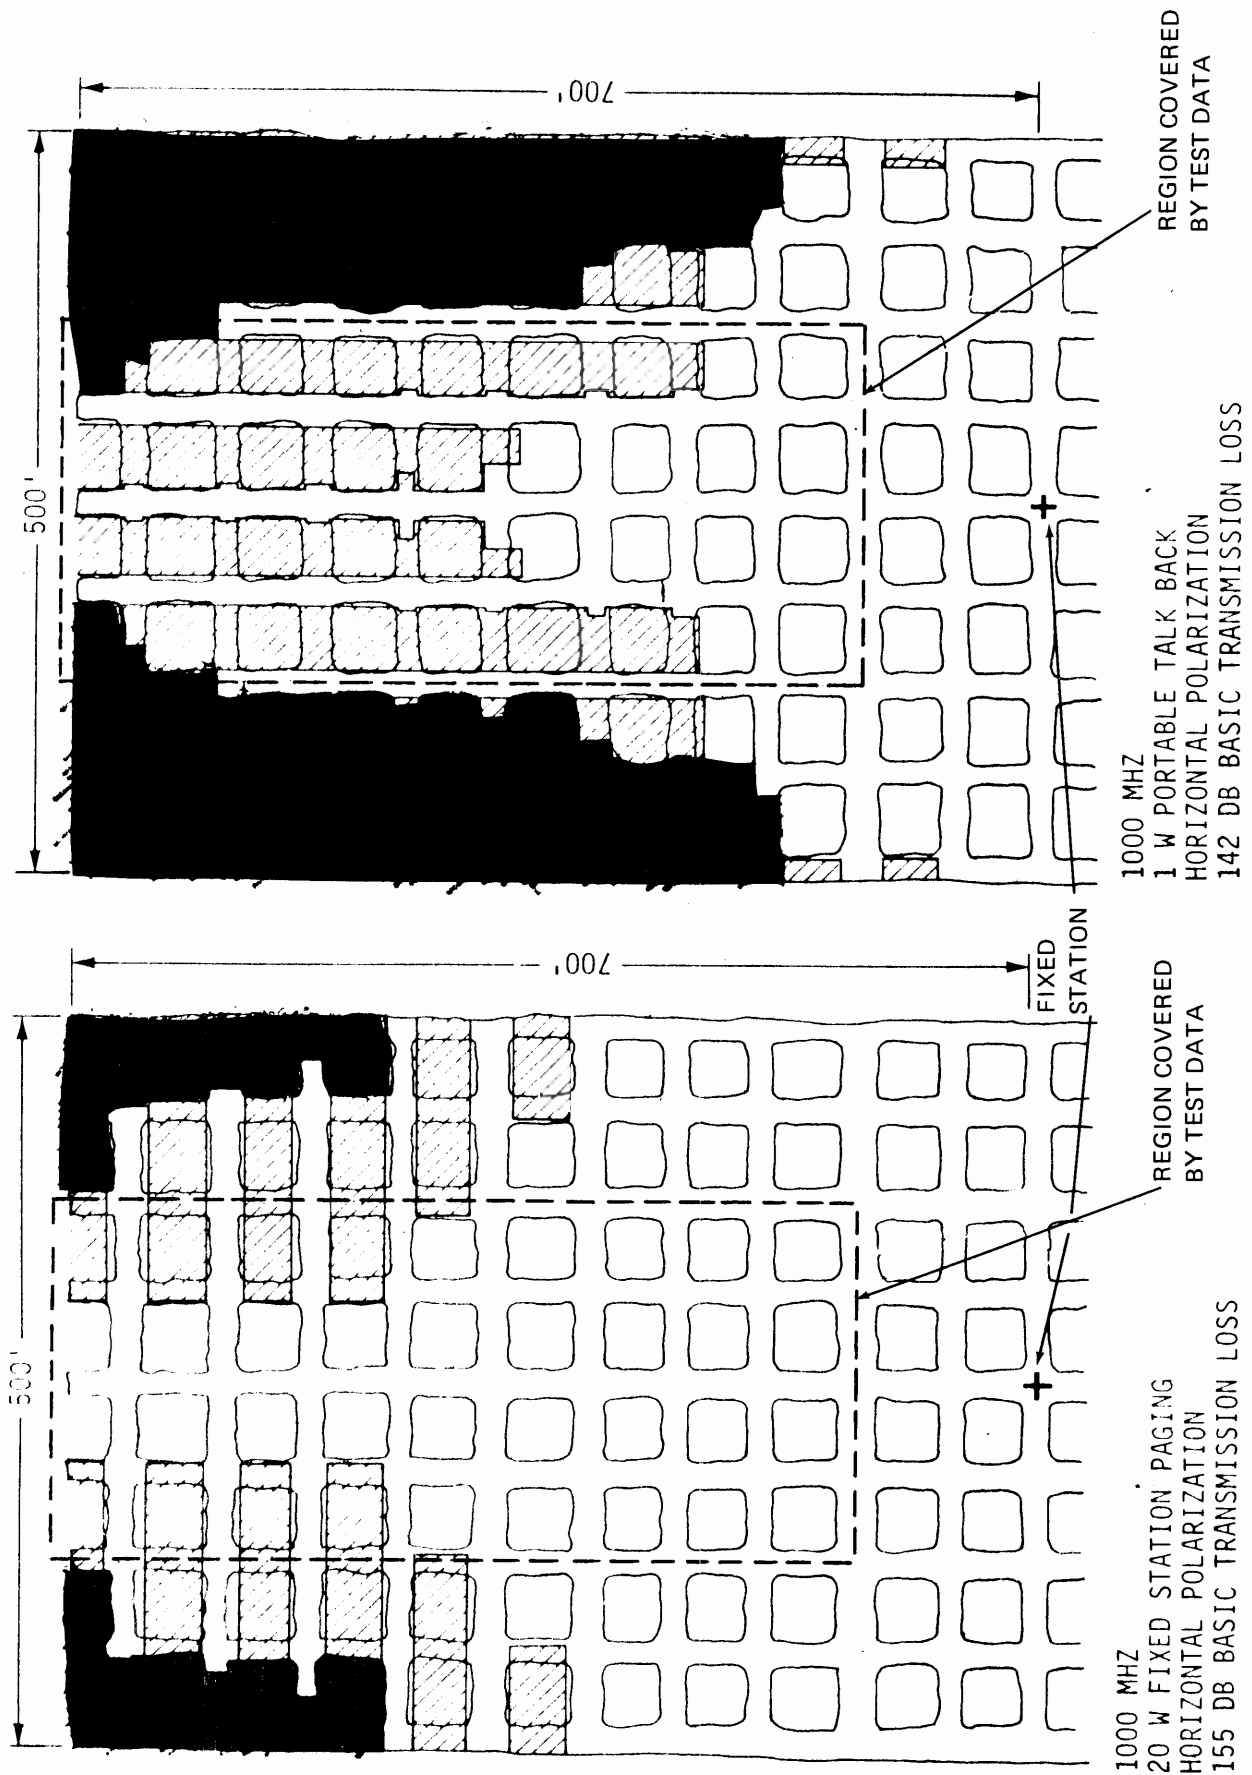 500'
700'
REGION COVERED
BY TEST DATA
1000 MHZ
1 W PORTABLE TALK BACK
HORIZONTAL POLARIZATION
142 DB BASIC TRANSMISSION LOSS
FIXED
STATION
500'
700'
REGION COVERED
BY TEST DATA
1000 MHZ
20 W FIXED STATION PAGING
HORIZONTAL POLARIZATION
155 DB BASIC TRANSMISSION LOSS